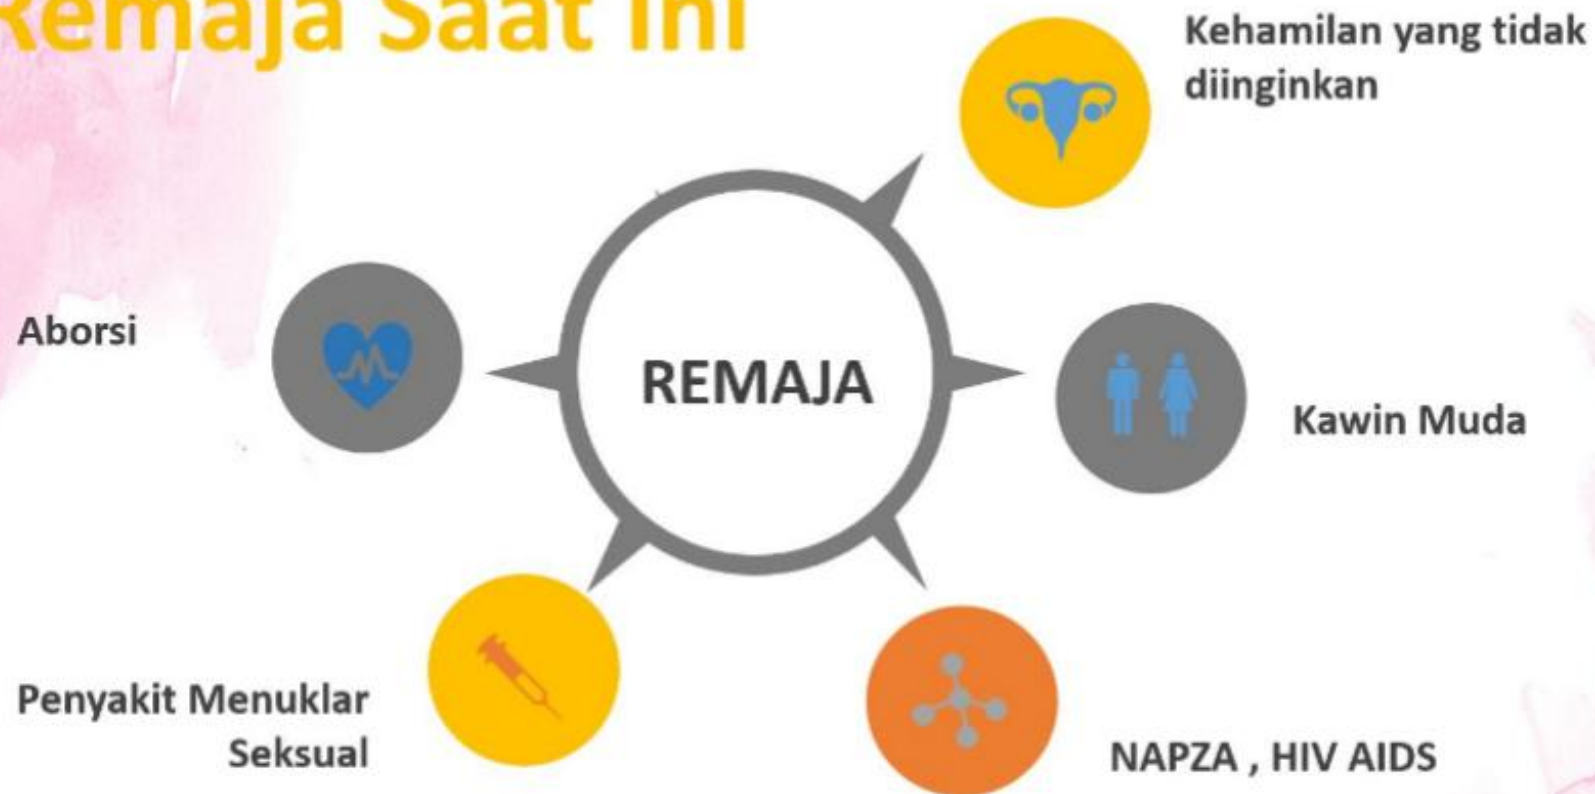 Remaja Saat Ini
Kehamilan yang tidak
diinginkan
Aborsi
REMAJA
Kawin Muda
Penyakit Menuklar
Seksual
NAPZA , HIV AIDS